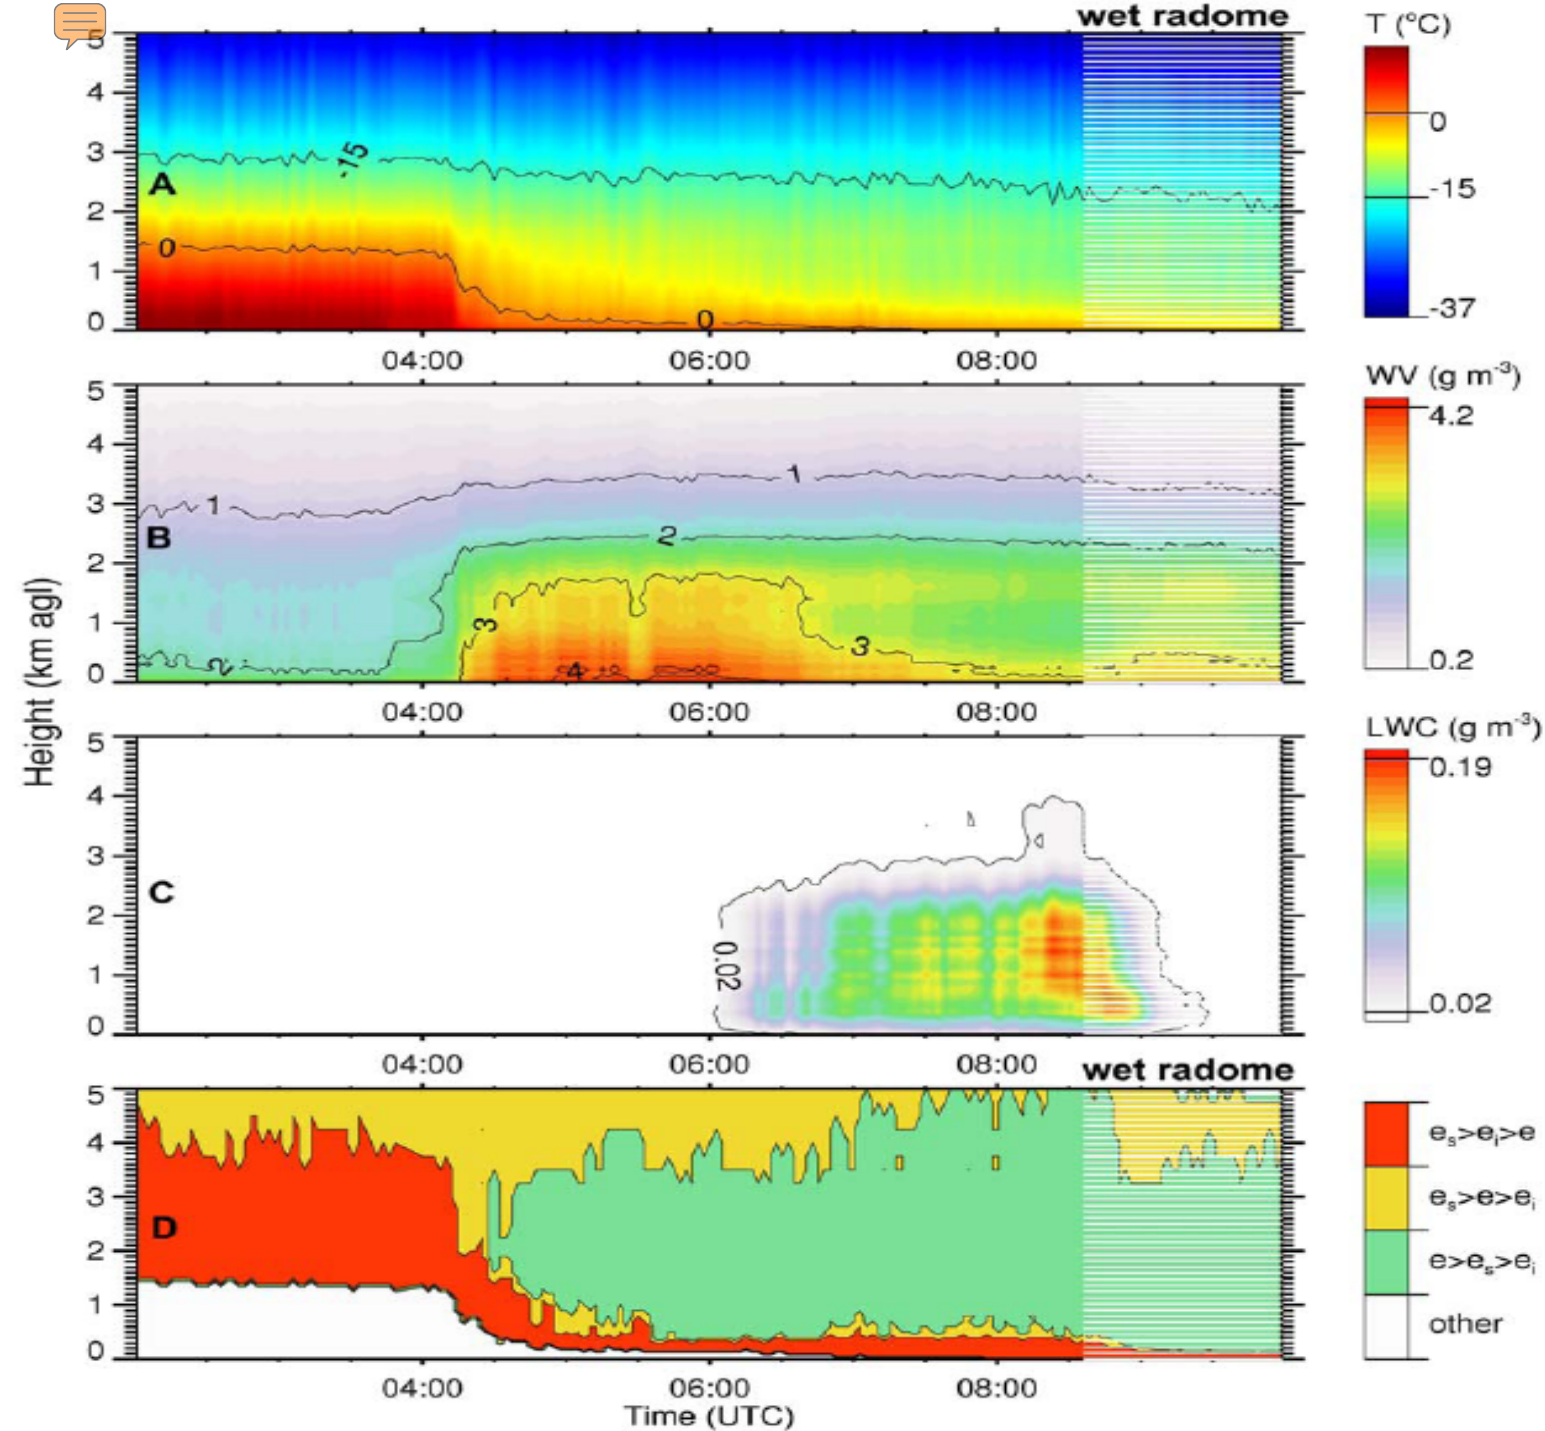 wet radome
T (°C)
5
4
3
2
1
0
A
-15
0
0
0
-15
-37
04:00 06:00 08:00
WV (g m-3)
5
4
3
2
1
0
B
1
1
2
2
3
3
4
4.2
0.2
04:00 06:00 08:00
Height (km agl)
LWC (g m-3)
5
4
3
2
1
0
C
0.02
0.19
0.02
04:00 06:00 08:00
wet radome
5
4
3
2
1
0
D
es>ei>e
es>e>ei
e>es>ei
other
04:00 06:00 08:00
Time (UTC)